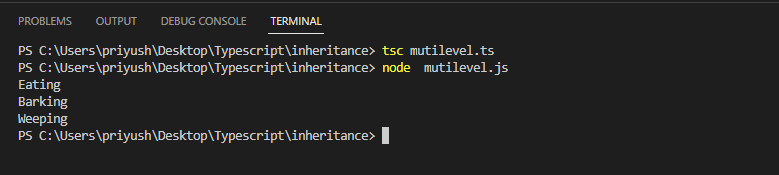 PROBLEMS OUTPUT DEBUG CONSOLE TERMINAL
PS C:\Users\priyush\Desktop\Typescript\inheritance> tsc mutilevel.ts
PS C:\Users\priyush\Desktop\Typescript\inheritance> node  mutilevel.js
Eating
Barking
Weeping
PS C:\Users\priyush\Desktop\Typescript\inheritance>